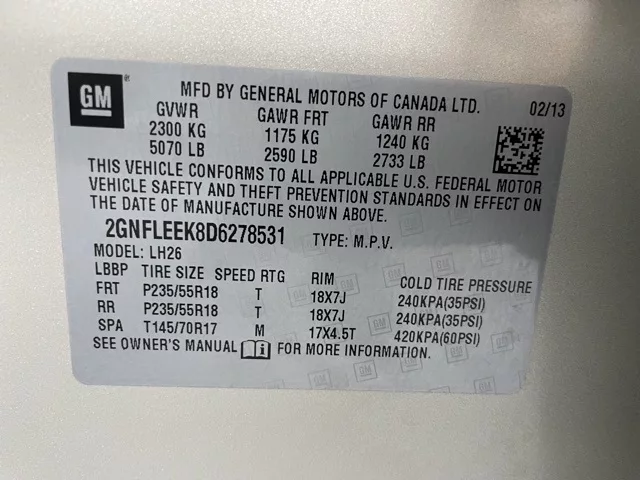 GM
MFD BY GENERAL MOTORS OF CANADA LTD. 02/13
GVWR GAWR FRT GAWR RR
2300 KG 1175 KG 1240 KG
5070 LB 2590 LB 2733 LB
THIS VEHICLE CONFORMS TO ALL APPLICABLE U.S. FEDERAL MOTOR
VEHICLE SAFETY AND THEFT PREVENTION STANDARDS IN EFFECT ON
THE DATE OF MANUFACTURE SHOWN ABOVE.
2GNFLEEK8D6278531 TYPE: M.P.V.
MODEL: LH26
LBBP TIRE SIZE SPEED RTG RIM COLD TIRE PRESSURE
FRT P235/55R18 T 18X7J 240KPA(35PSI)
RR P235/55R18 T 18X7J 240KPA(35PSI)
SPA T145/70R17 M 17X4.5T 420KPA(60PSI)
SEE OWNER'S MANUAL FOR MORE INFORMATION.